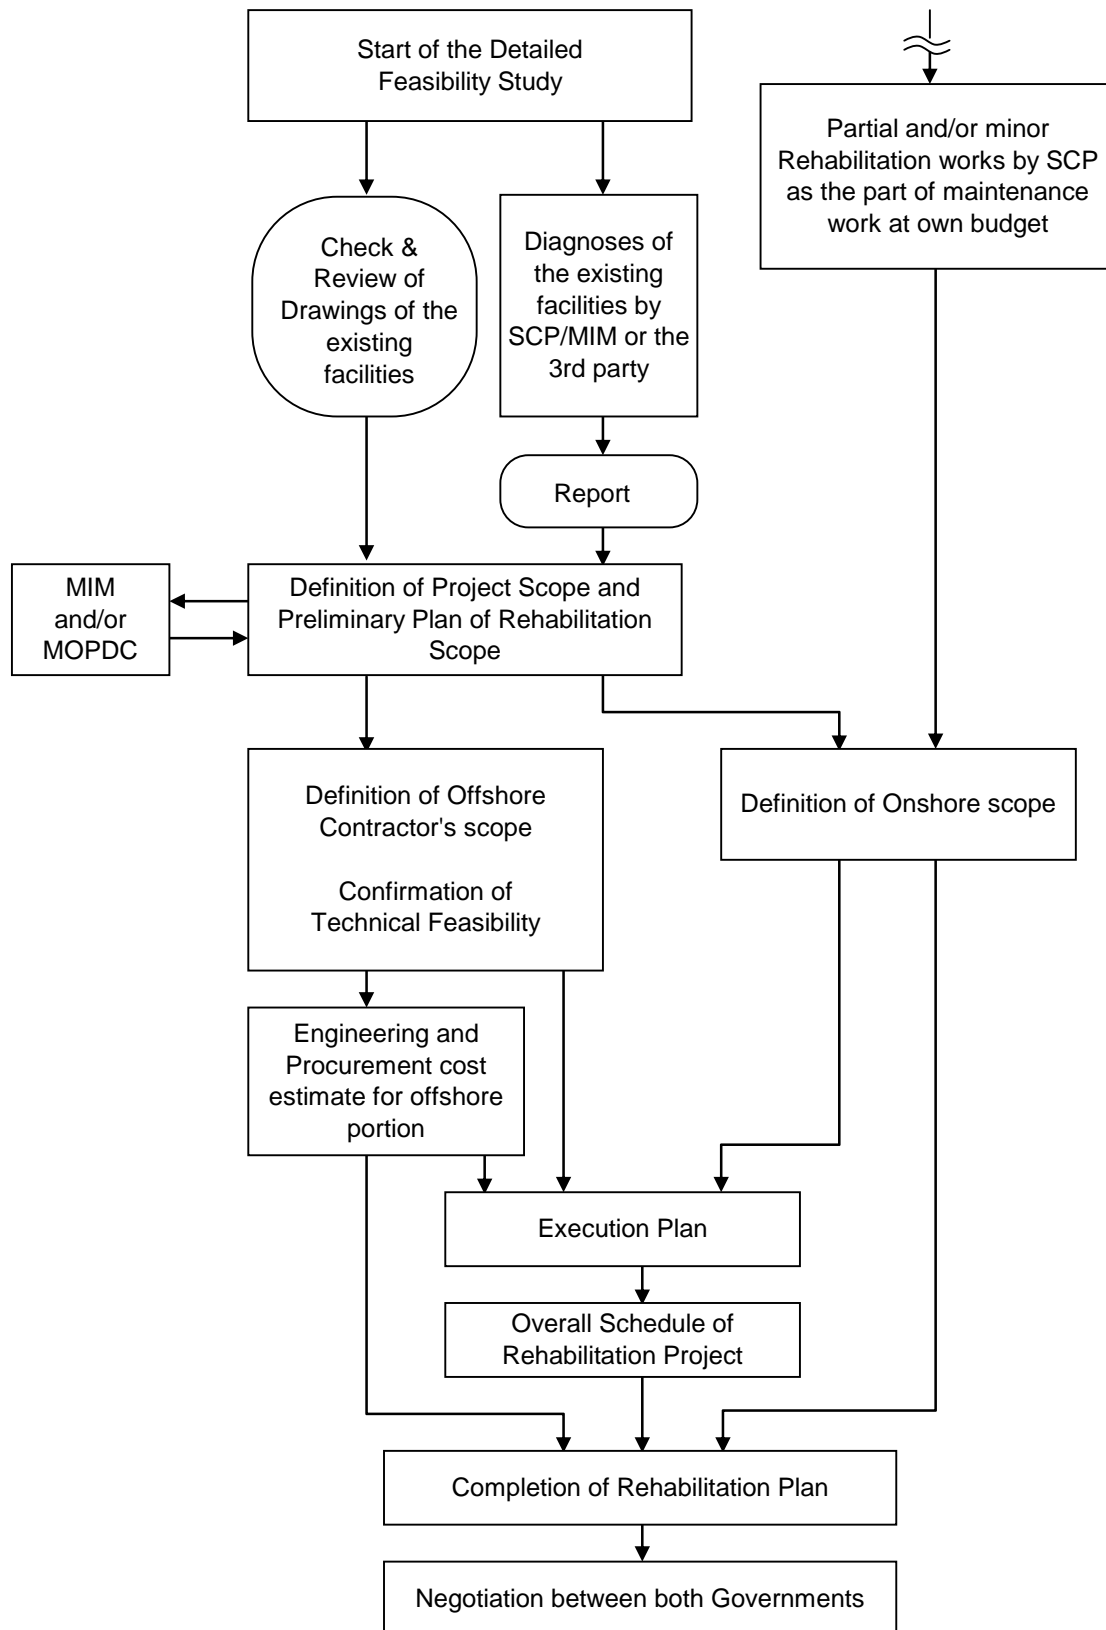 Start of the Detailed
Feasibility Study
Partial and/or minor
Rehabilitation works by SCP
as the part of maintenance
work at own budget
Check &
Review of
Drawings of the
existing
facilities
Diagnoses of
the existing
facilities by
SCP/MIM or the
3rd party
Report
MIM
and/or
MOPDC
Definition of Project Scope and
Preliminary Plan of Rehabilitation
Scope
Definition of Offshore
Contractor's scope
Confirmation of
Technical Feasibility
Definition of Onshore scope
Engineering and
Procurement cost
estimate for offshore
portion
Execution Plan
Overall Schedule of
Rehabilitation Project
Completion of Rehabilitation Plan
Negotiation between both Governments